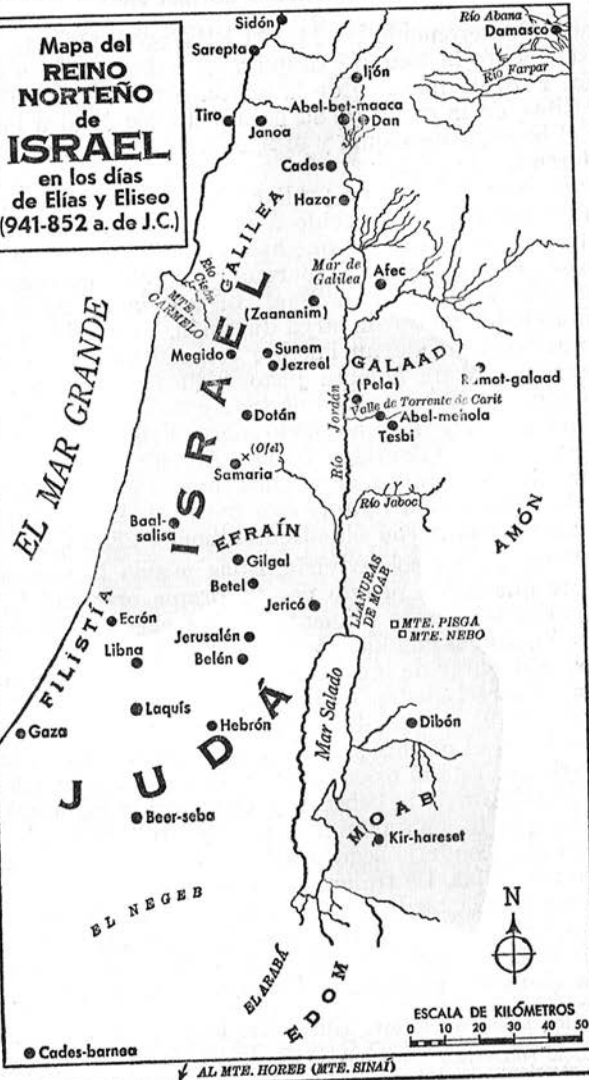 Mapa del
REINO
NORTEÑO
de
ISRAEL
en los días
de Elías y Eliseo
(941-852 a. de J.C.)
Sidón
Río Abana
Damasco
Sarepta
Ijón
Río Farpar
Tiro
Janoa
Abel-bet-maaca
Dan
Cades
Hazor
GALILEA
Mar de
Galilea
Afec
Río
Cisón
MTE.
CARMELO
(Zaananim)
EL MAR GRANDE
ISRAEL
Megido
Sunem
Jezreel
GALAAD
(Pela)
Ramot-galaad
Valle de Torrente de Carit
Abel-mehola
Tesbi
Dotán
Río Jordán
(Ofel)
Samaria
Río Jaboc
AMÓN
Baal-
salisa
EFRAÍN
Gilgal
Betel
Jericó
LLANURAS
DE MOAB
MTE. PISGA
MTE. NEBO
FILISTÍA
Ecrón
Jerusalén
Libna
Belén
Laquís
Hebrón
Gaza
Mar Salado
Dibón
JUDÁ
Beer-seba
MOAB
Kir-hareset
EL NEGEB
EL ARABÁ
EDOM
N
ESCALA DE KILÓMETROS
0 10 20 30 40 50
Cades-barnea
AL MTE. HOREB (MTE. SINAÍ)